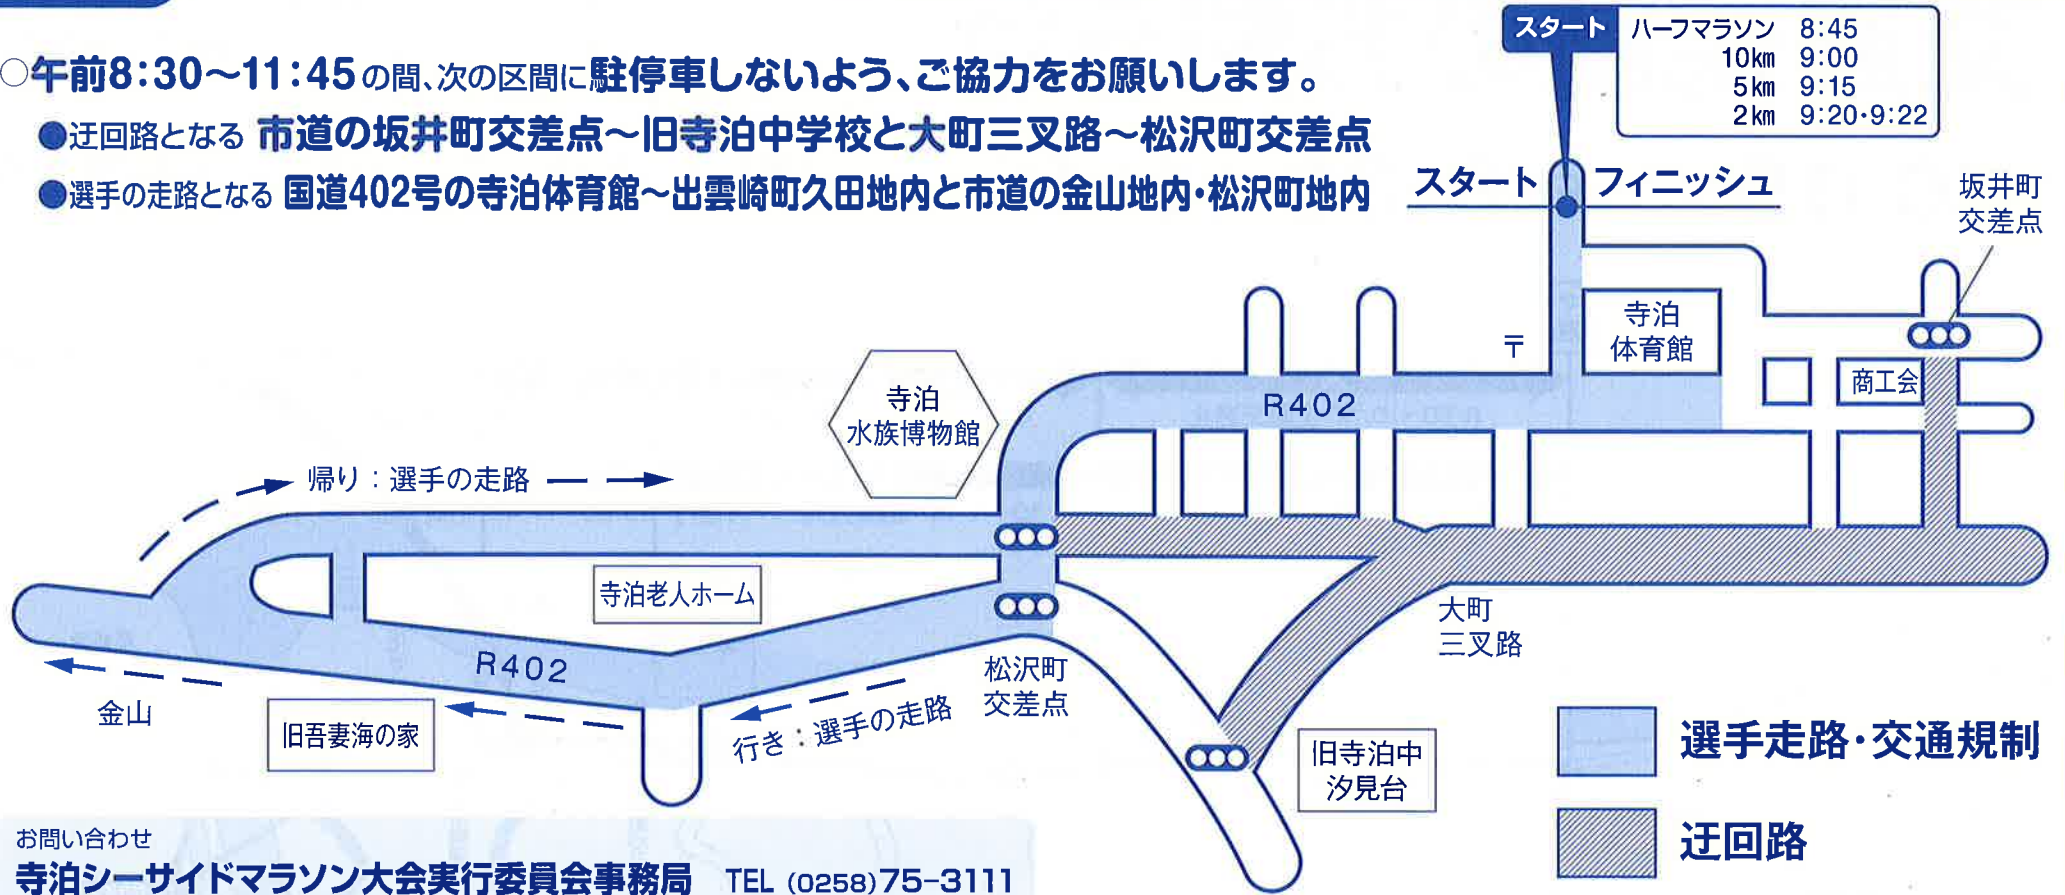 ○午前8:30～11:45の間、次の区間に駐停車しないよう、ご協力をお願いします。
●迂回路となる 市道の坂井町交差点～旧寺泊中学校と大町三叉路～松沢町交差点
●選手の走路となる 国道402号の寺泊体育館～出雲崎町久田地内と市道の金山地内・松沢町地内
スタート
ハーフマラソン 8:45
10km 9:00
5km 9:15
2km 9:20・9:22
スタート フィニッシュ
坂井町
交差点
寺泊
体育館
〒
商工会
R402
寺泊
水族博物館
帰り：選手の走路
寺泊老人ホーム
大町
三叉路
R402
松沢町
交差点
金山
旧吾妻海の家
行き：選手の走路
旧寺泊中
汐見台
選手走路・交通規制
迂回路
お問い合わせ
寺泊シーサイドマラソン大会実行委員会事務局 TEL (0258)75-3111